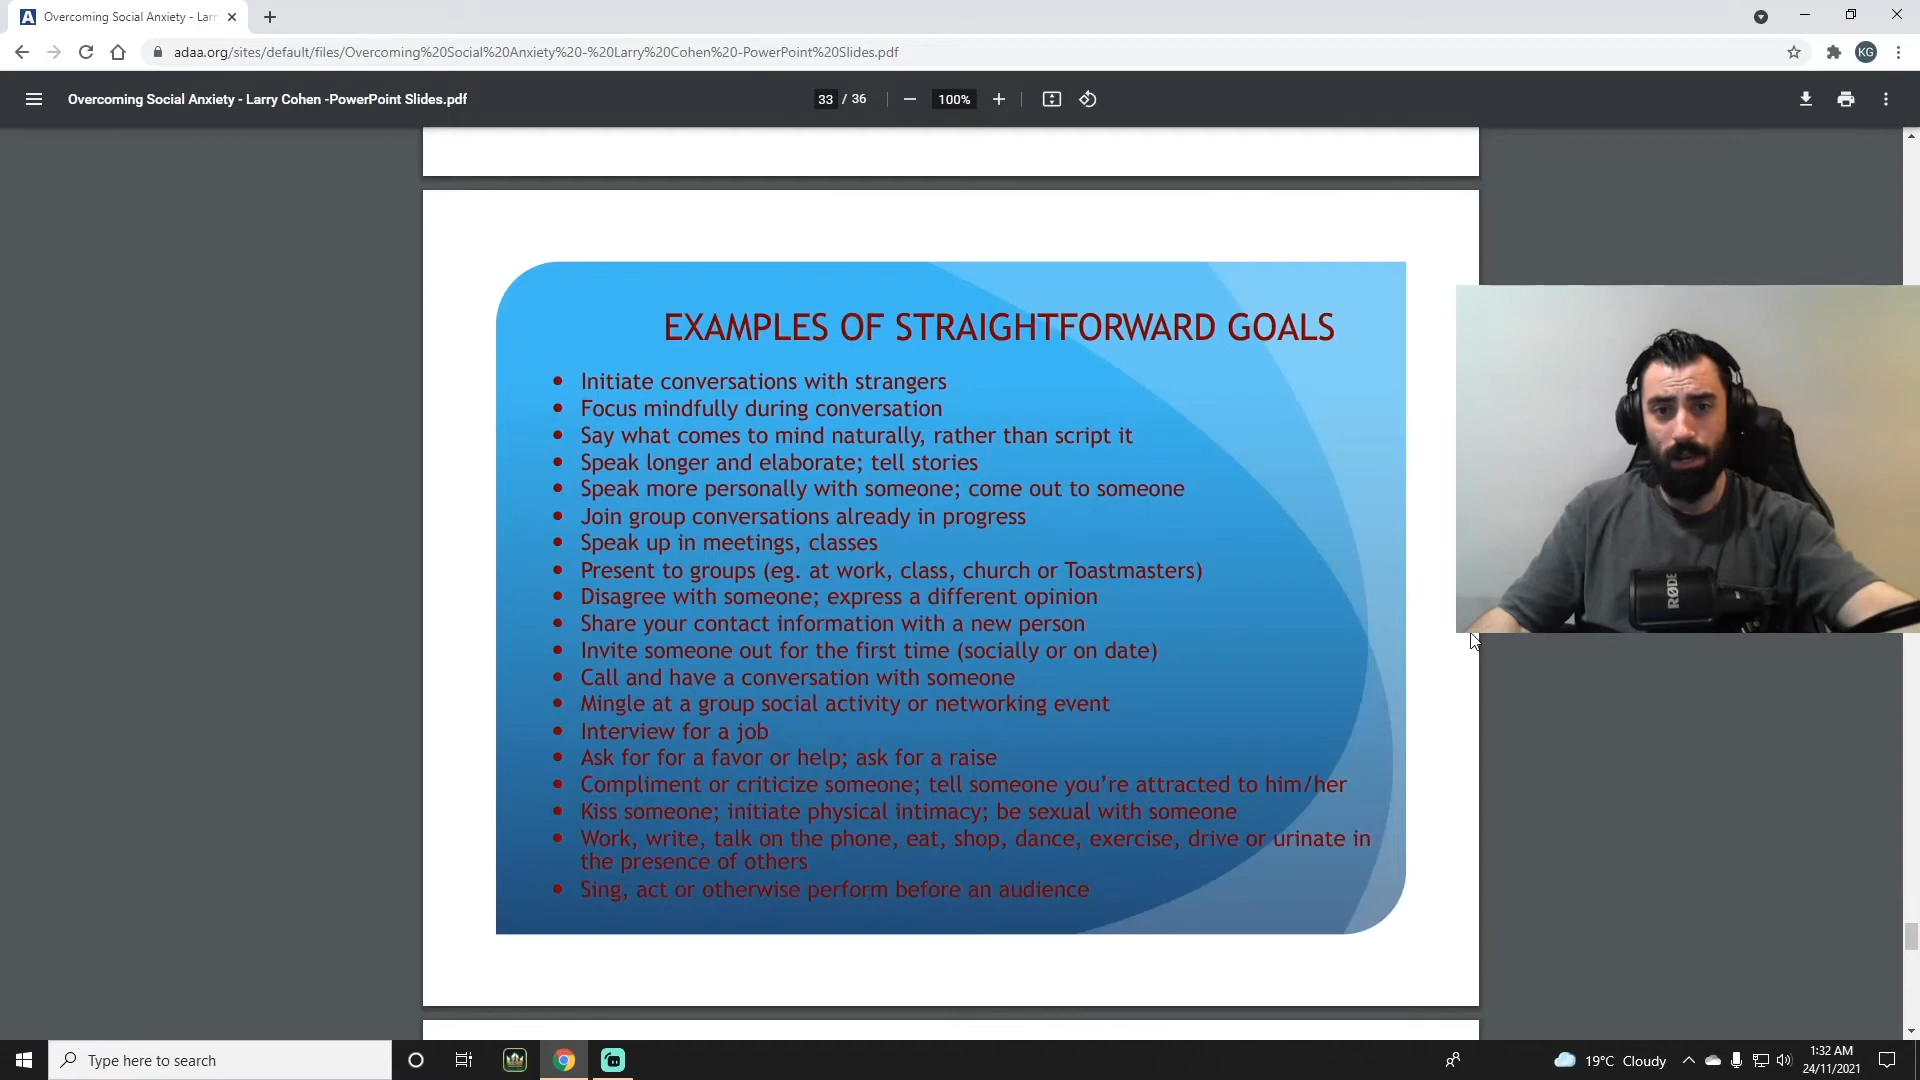 Overcoming Social Anxiety - Larr
adaa.org/sites/default/files/Overcoming%20Social%20Anxiety%20-%20Larry%20Cohen%20-PowerPoint%20Slides.pdf
KG
Overcoming Social Anxiety - Larry Cohen -PowerPoint Slides.pdf
33 / 36
100%
EXAMPLES OF STRAIGHTFORWARD GOALS
• Initiate conversations with strangers
• Focus mindfully during conversation
• Say what comes to mind naturally, rather than script it
• Speak longer and elaborate; tell stories
• Speak more personally with someone; come out to someone
• Join group conversations already in progress
• Speak up in meetings, classes
• Present to groups (eg. at work, class, church or Toastmasters)
• Disagree with someone; express a different opinion
• Share your contact information with a new person
• Invite someone out for the first time (socially or on date)
• Call and have a conversation with someone
• Mingle at a group social activity or networking event
• Interview for a job
• Ask for for a favor or help; ask for a raise
• Compliment or criticize someone; tell someone you're attracted to him/her
• Kiss someone; initiate physical intimacy; be sexual with someone
• Work, write, talk on the phone, eat, shop, dance, exercise, drive or urinate in
the presence of others
• Sing, act or otherwise perform before an audience
RØDE
Type here to search
19°C Cloudy
1:32 AM
24/11/2021